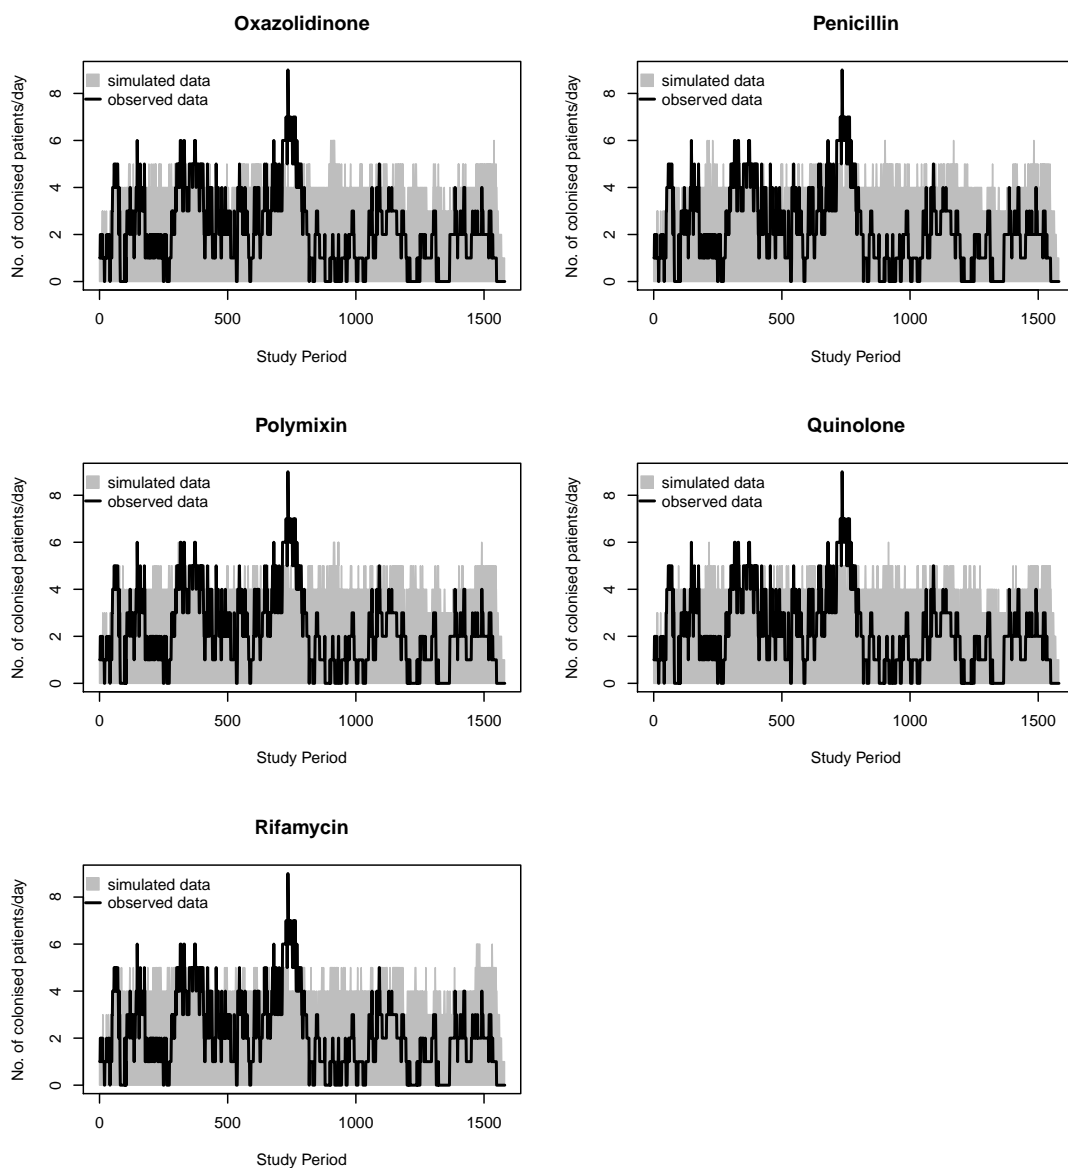 Oxazolidinone
No. of colonised patients/day
0 2 4 6 8
simulated data
observed data
0 500 1000 1500
Study Period
Penicillin
No. of colonised patients/day
0 2 4 6 8
simulated data
observed data
0 500 1000 1500
Study Period
Polymixin
No. of colonised patients/day
0 2 4 6 8
simulated data
observed data
0 500 1000 1500
Study Period
Quinolone
No. of colonised patients/day
0 2 4 6 8
simulated data
observed data
0 500 1000 1500
Study Period
Rifamycin
No. of colonised patients/day
0 2 4 6 8
simulated data
observed data
0 500 1000 1500
Study Period